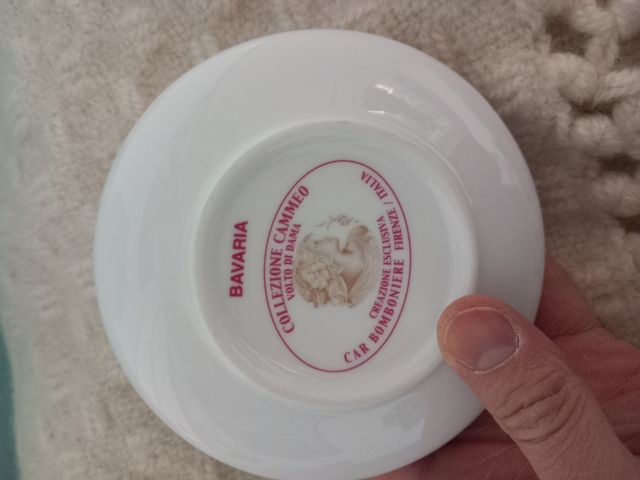 BAVARIA
COLLEZIONE CAMMEO
VOLTO DI DAMA
CREAZIONE ESCLUSIVA
CAR BOMBONIERE FIRENZE / ITALIA